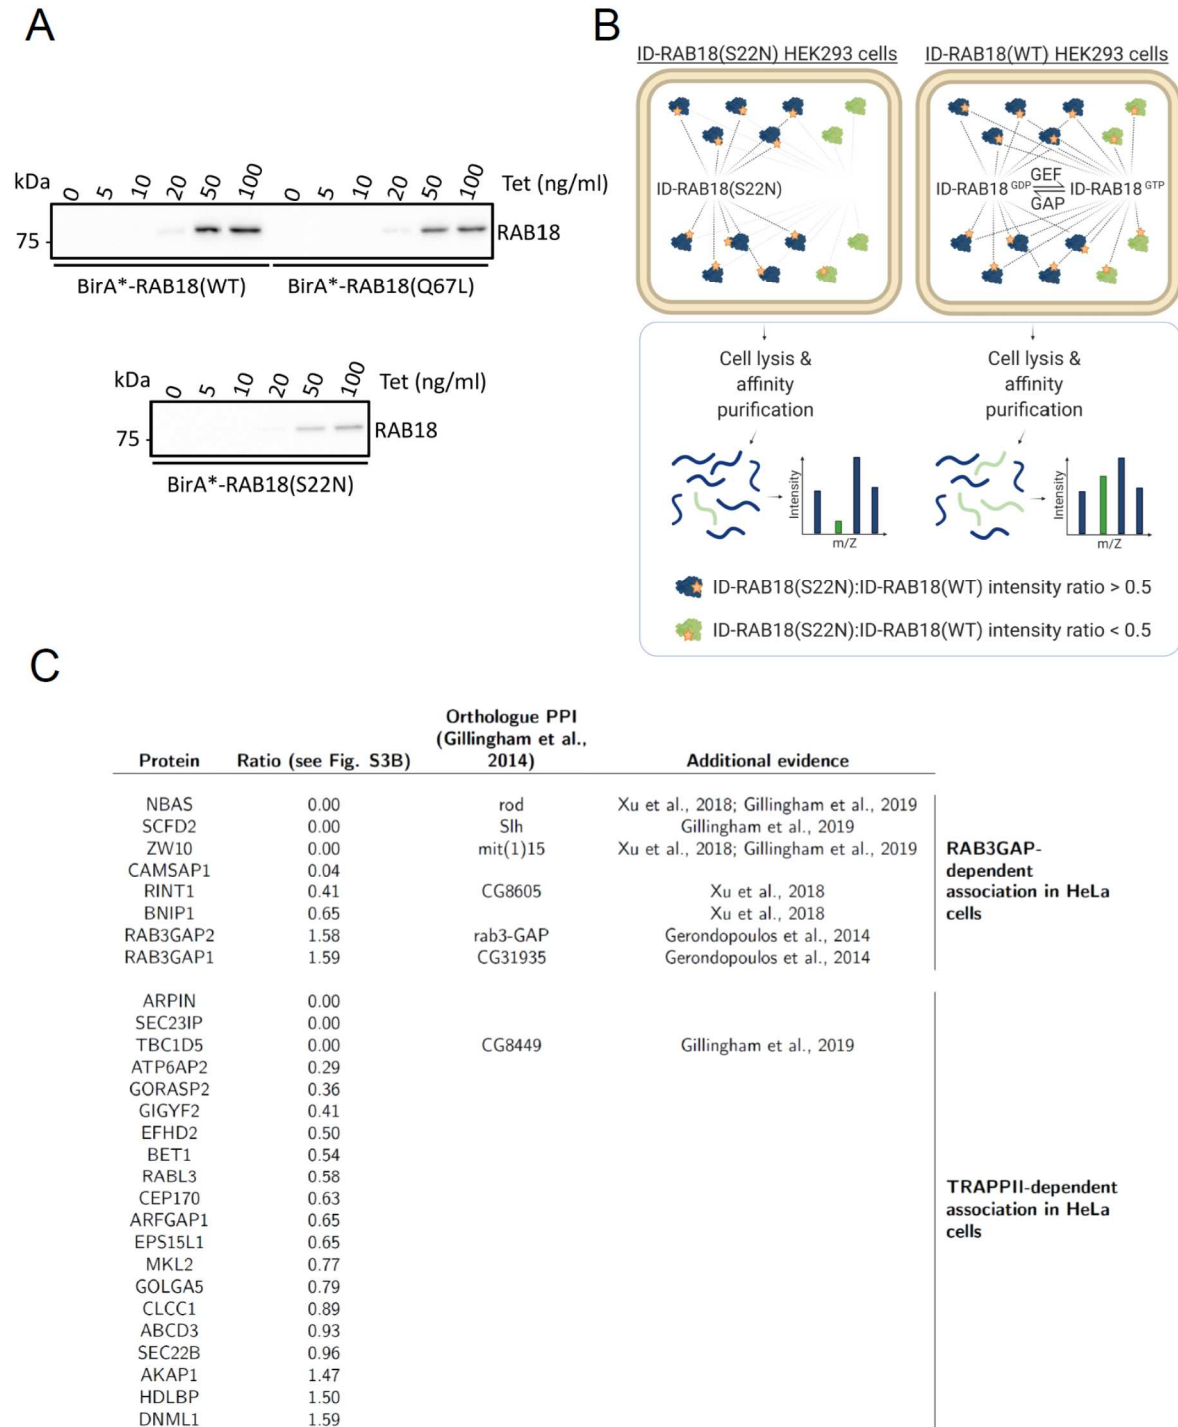 A
kDa
0 5 10 20 50 100 0 5 10 20 50 100 Tet (ng/ml)
75
RAB18
BirA*-RAB18(WT) BirA*-RAB18(Q67L)
kDa
0 5 10 20 50 100 Tet (ng/ml)
75
RAB18
BirA*-RAB18(S22N)
B
ID-RAB18(S22N) HEK293 cells
ID-RAB18(WT) HEK293 cells
ID-RAB18(S22N)
ID-RAB18 GDP
GEF
GAP
ID-RAB18 GTP
Cell lysis &
affinity
purification
Cell lysis &
affinity
purification
Intensity
m/Z
Intensity
m/Z
ID-RAB18(S22N):ID-RAB18(WT) intensity ratio > 0.5
ID-RAB18(S22N):ID-RAB18(WT) intensity ratio < 0.5
C
Orthologue PPI
(Gillingham et al.,
Protein Ratio (see Fig. S3B) 2014) Additional evidence
NBAS 0.00 rod Xu et al., 2018; Gillingham et al., 2019
SCFD2 0.00 Slh Gillingham et al., 2019
ZW10 0.00 mit(1)15 Xu et al., 2018; Gillingham et al., 2019
CAMSAP1 0.04
RINT1 0.41 CG8605 Xu et al., 2018
BNIP1 0.65 Xu et al., 2018
RAB3GAP2 1.58 rab3-GAP Gerondopoulos et al., 2014
RAB3GAP1 1.59 CG31935 Gerondopoulos et al., 2014
RAB3GAP-
dependent
association in HeLa
cells
ARPIN 0.00
SEC23IP 0.00
TBC1D5 0.00 CG8449 Gillingham et al., 2019
ATP6AP2 0.29
GORASP2 0.36
GIGYF2 0.41
EFHD2 0.50
BET1 0.54
RABL3 0.58
CEP170 0.63
ARFGAP1 0.65
EPS15L1 0.65
MKL2 0.77
GOLGA5 0.79
CLCC1 0.89
ABCD3 0.93
SEC22B 0.96
AKAP1 1.47
HDLBP 1.50
DNML1 1.59
TRAPPII-dependent
association in HeLa
cells